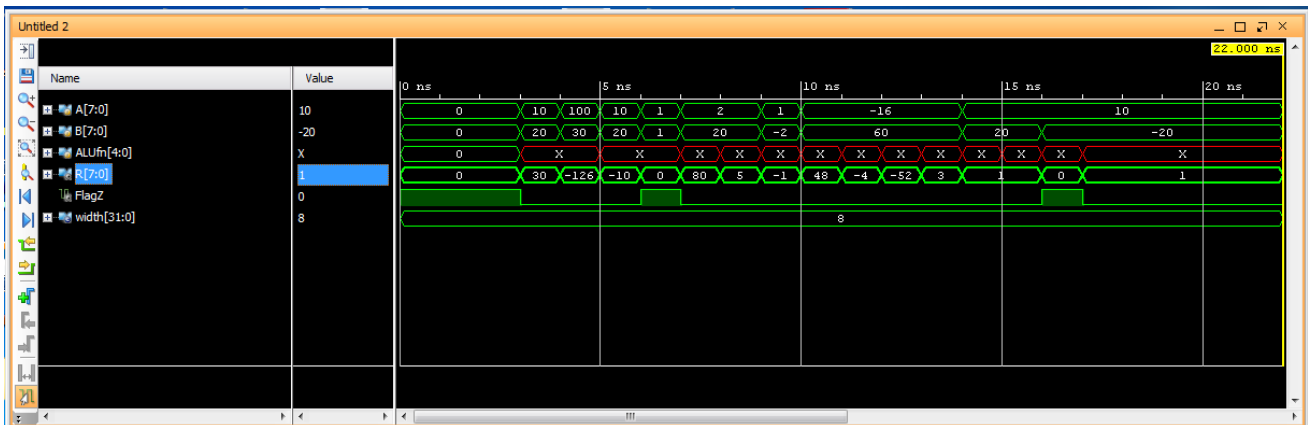 Untitled 2
22.000 ns
Name Value
0 ns 5 ns 10 ns 15 ns 20 ns
A[7:0] 10 0 10 100 10 1 2 1 -16 10
B[7:0] -20 0 20 30 20 1 20 -2 60 20 -20
ALUfn[4:0] X 0 X X X X X X X X X X X X X
R[7:0] 1 0 30 -126 -10 0 80 5 -1 48 -4 -52 3 1 0 1
FlagZ 0
width[31:0] 8 8